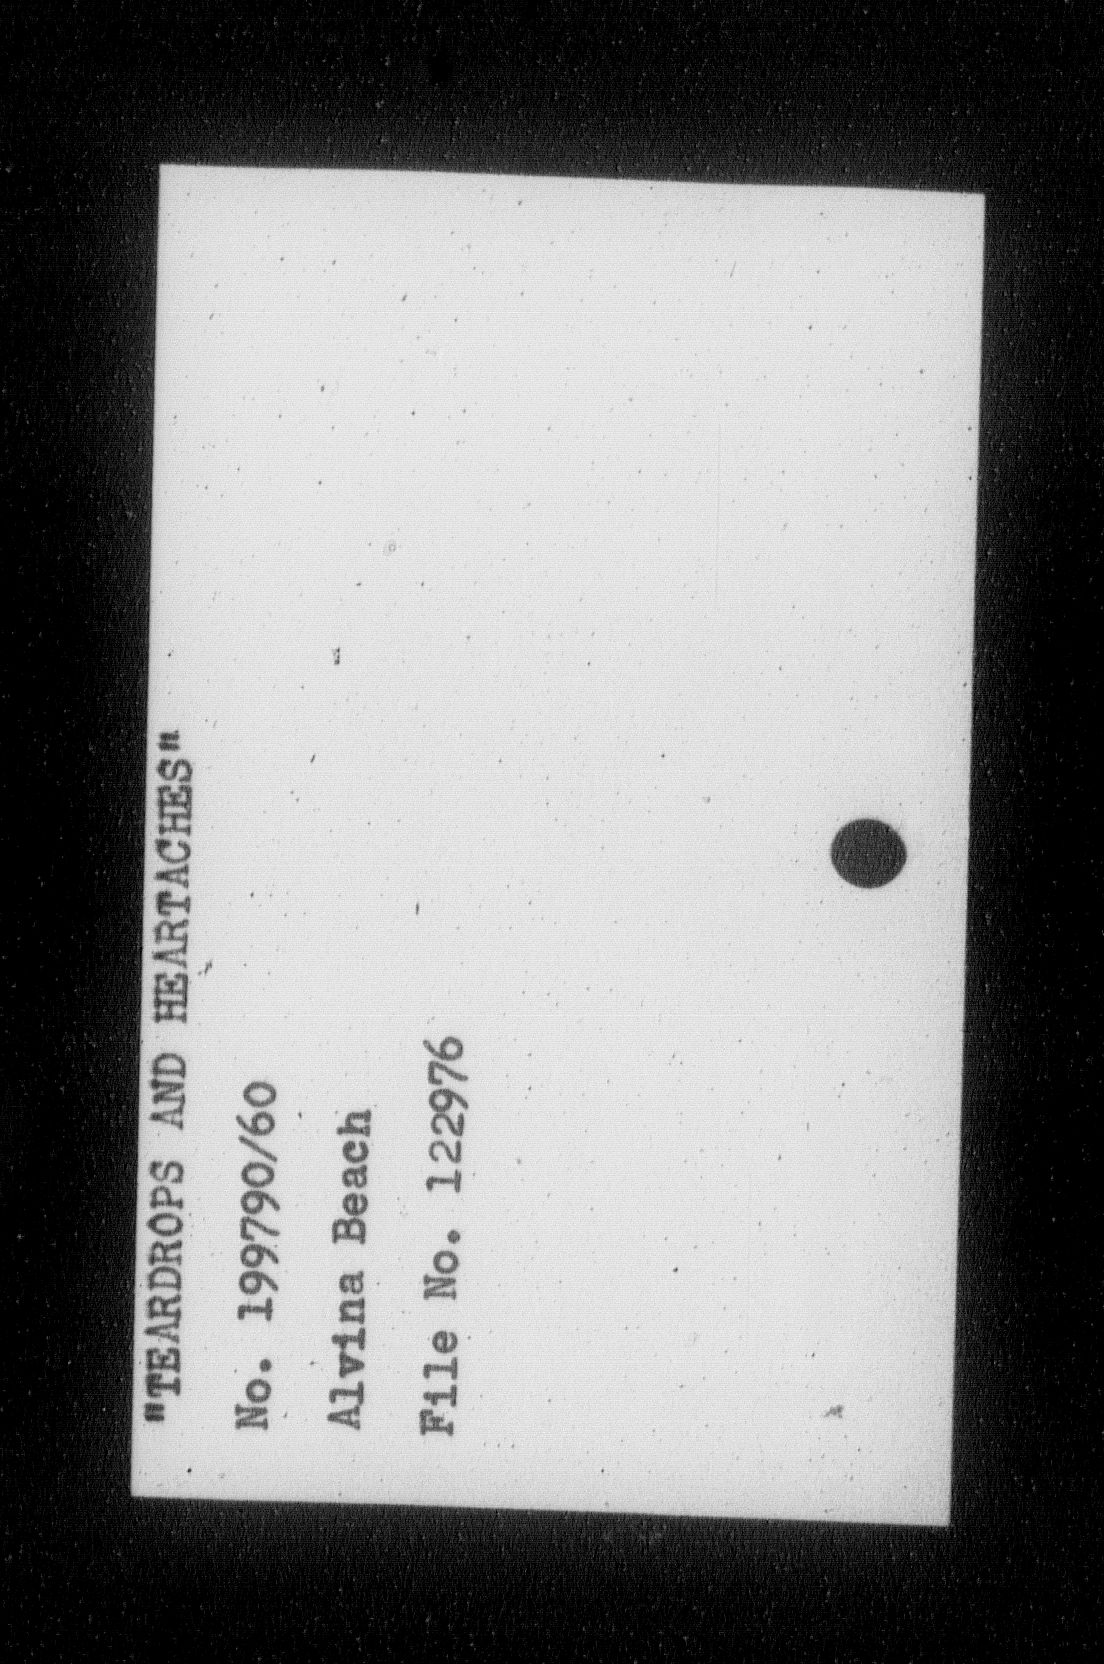 "TEARDROPS AND HEARTACHES"
No. 199790/60
Alvina Beach
File No. 122976